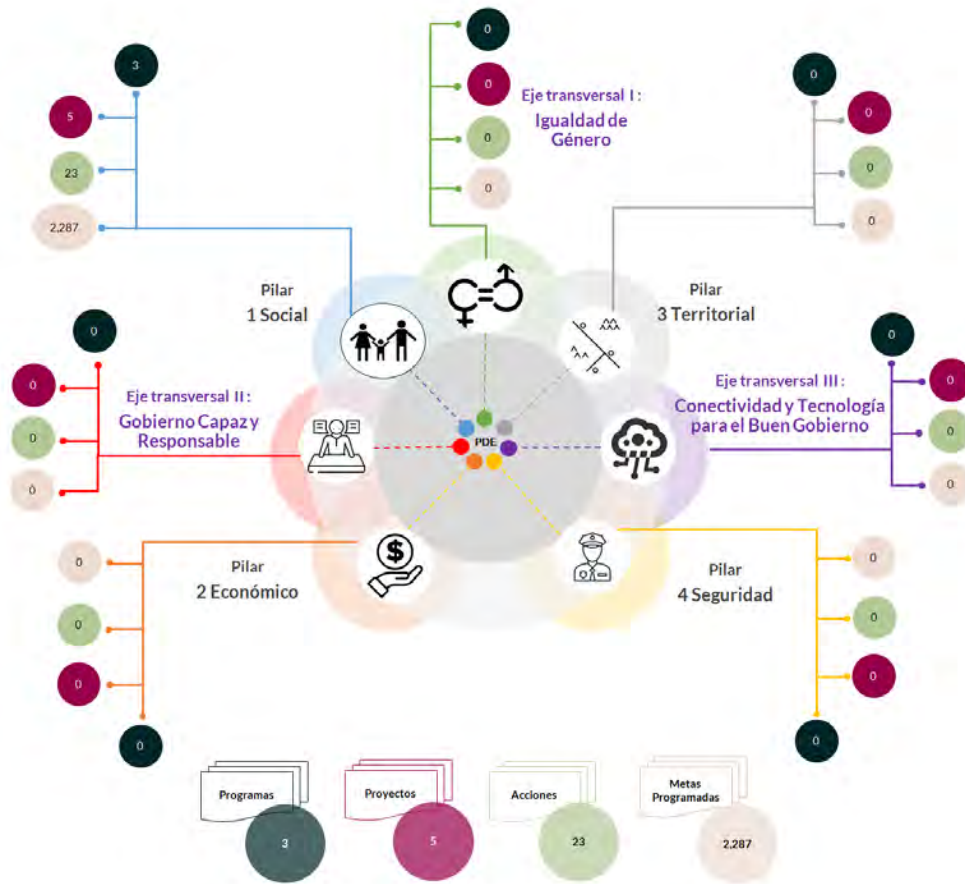 3
5
23
2,287
Pilar
1 Social
0
0
0
0
Eje transversal I :
Igualdad de
Género
0
0
0
0
Pilar
3 Territorial
0
0
0
0
Eje transversal II :
Gobierno Capaz y
Responsable
PDE
0
0
0
0
Eje transversal III :
Conectividad y Tecnología
para el Buen Gobierno
0
0
0
0
Pilar
2 Económico
$
0
0
0
0
Pilar
4 Seguridad
Programas
3
Proyectos
5
Acciones
23
Metas
Programadas
2,287